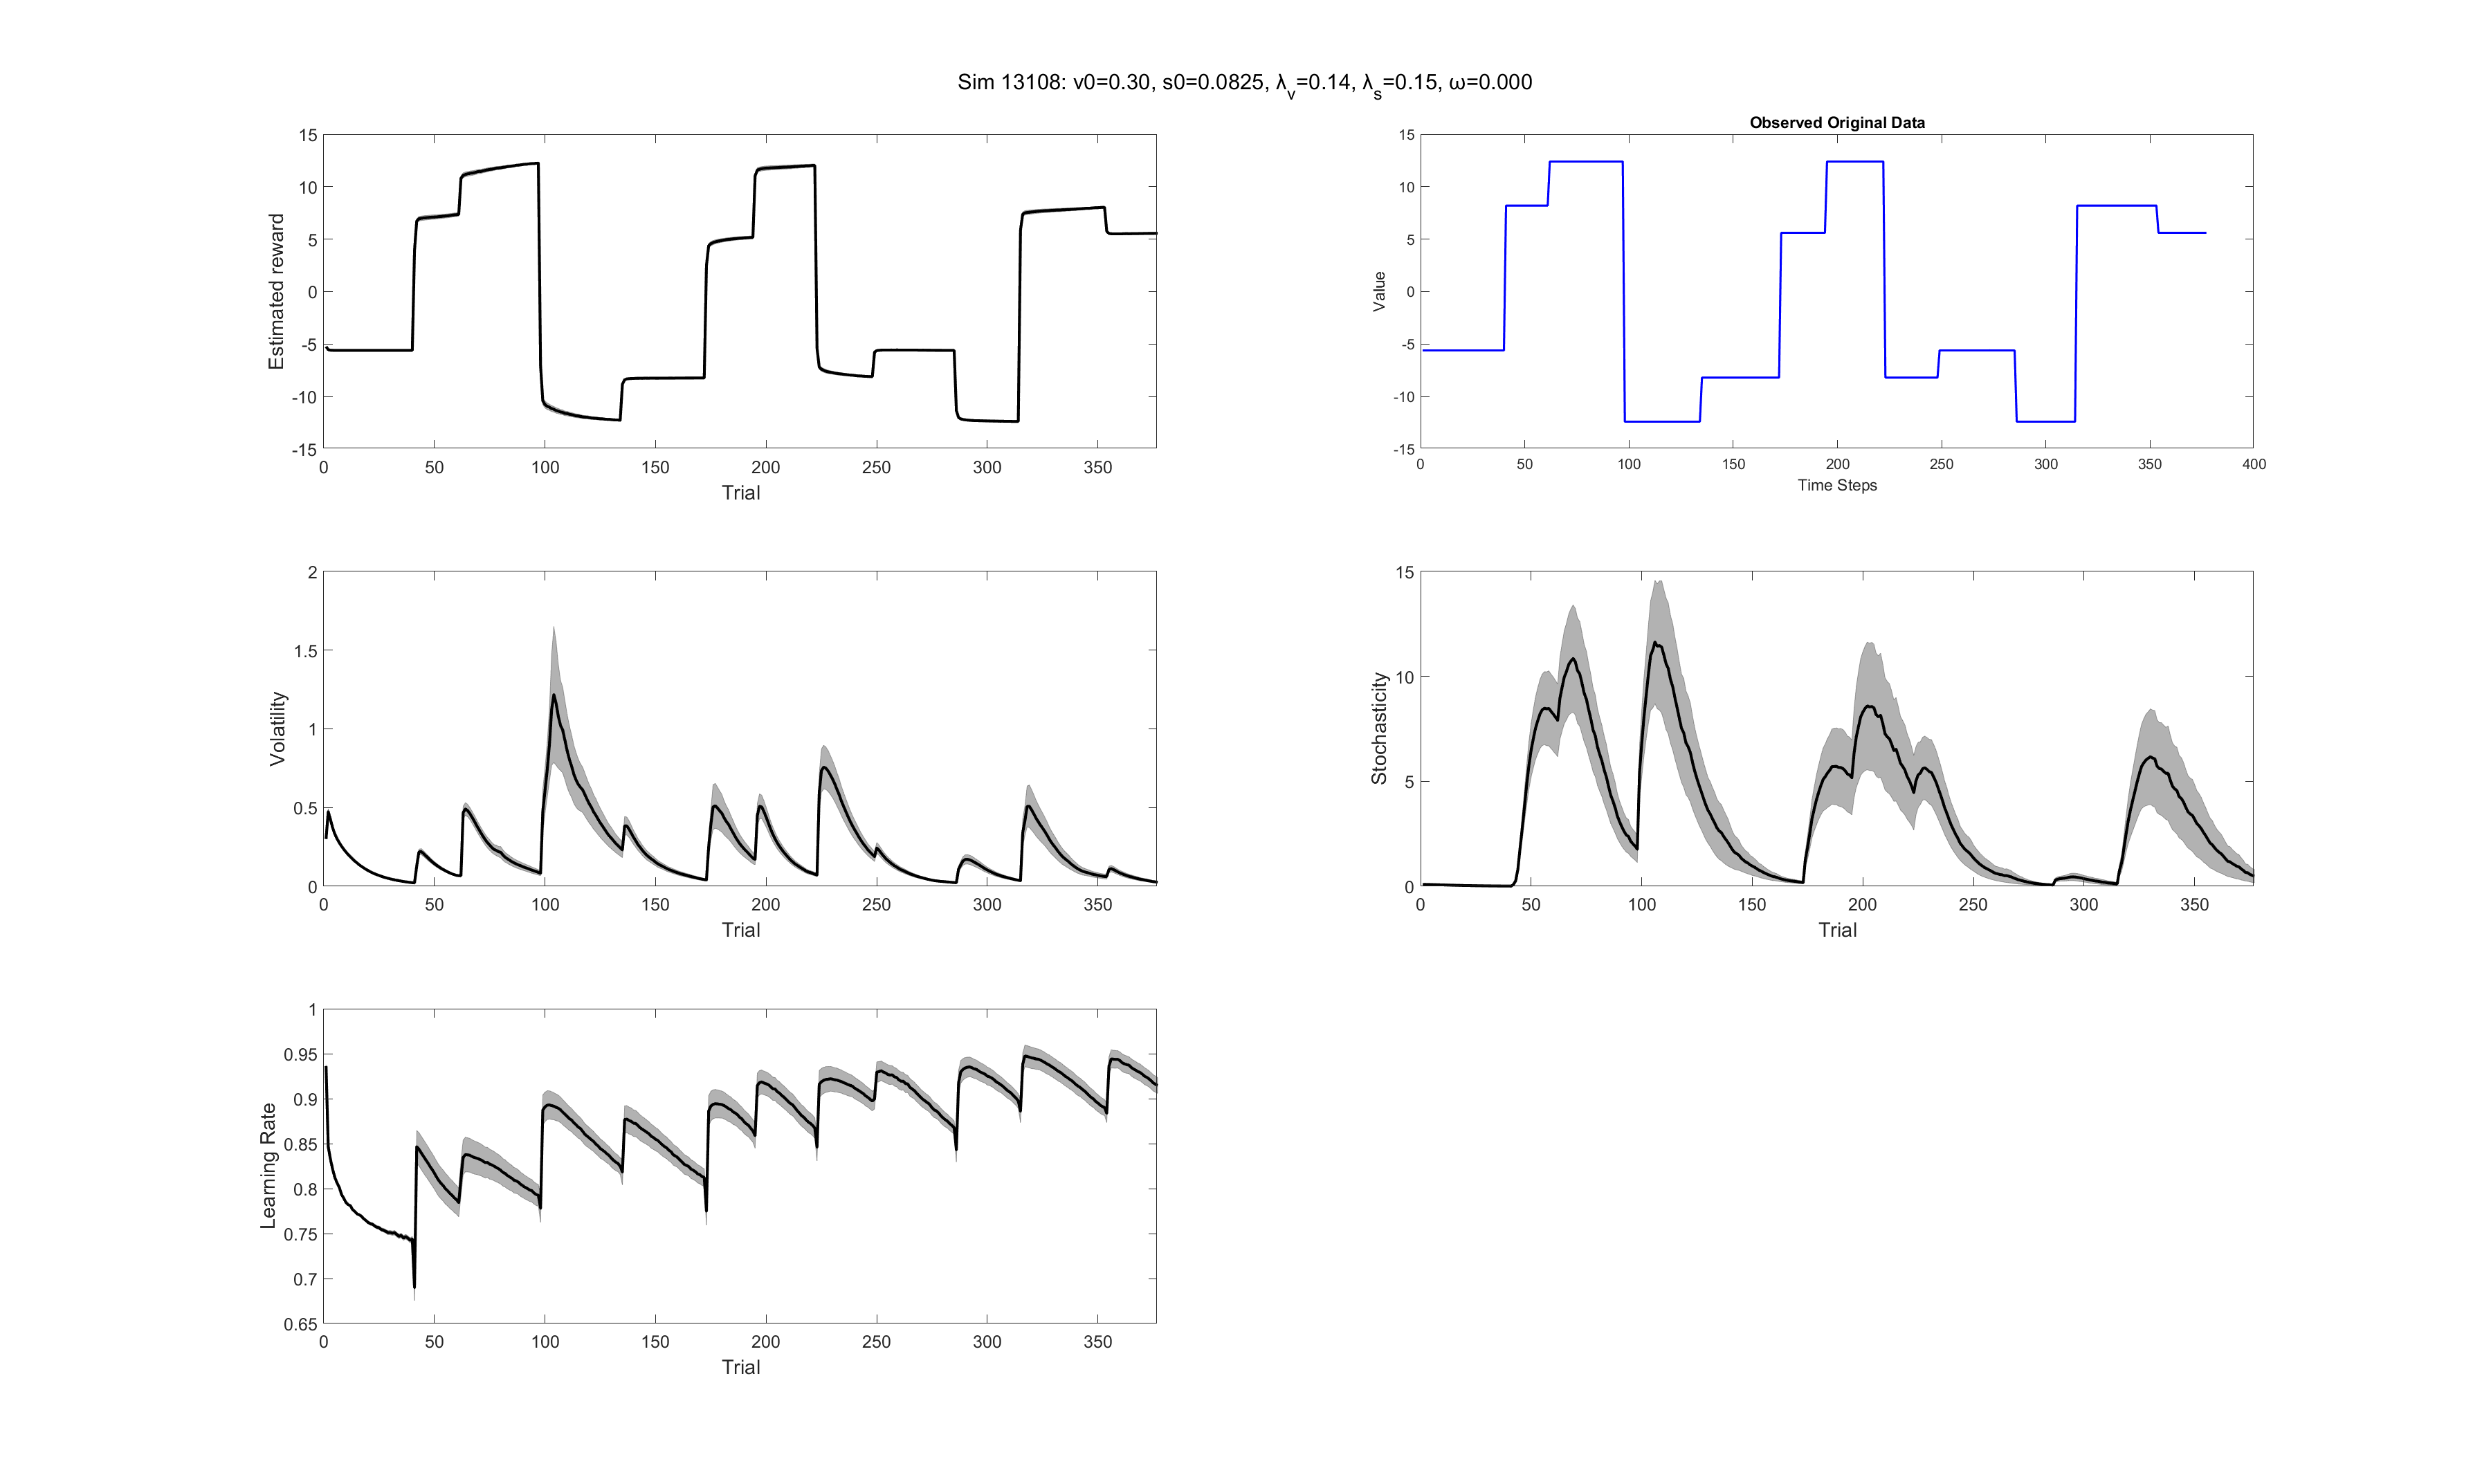 Sim 13108: v0=0.30, s0=0.0825, λv=0.14, λs=0.15, ω=0.000
15
10
5
0
-5
-10
-15
Estimated reward
0 50 100 150 200 250 300 350
Trial
Observed Original Data
15
10
5
0
-5
-10
-15
Value
0 50 100 150 200 250 300 350 400
Time Steps
2
1.5
1
0.5
0
Volatility
0 50 100 150 200 250 300 350
Trial
15
10
5
0
Stochasticity
0 50 100 150 200 250 300 350
Trial
1
0.95
0.9
0.85
0.8
0.75
0.7
0.65
Learning Rate
0 50 100 150 200 250 300 350
Trial